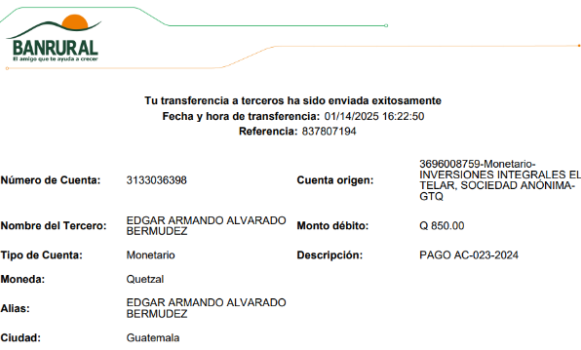 BANRURAL
El amigo que te ayuda a crecer
Tu transferencia a terceros ha sido enviada exitosamente
Fecha y hora de transferencia: 01/14/2025 16:22:50
Referencia: 837807194
Número de Cuenta: 3133036398
Cuenta origen: 3696008759-Monetario-
INVERSIONES INTEGRALES EL
TELAR, SOCIEDAD ANÓNIMA-
GTQ
Nombre del Tercero: EDGAR ARMANDO ALVARADO
BERMUDEZ
Monto débito: Q 850.00
Tipo de Cuenta: Monetario
Descripción: PAGO AC-023-2024
Moneda: Quetzal
Alias: EDGAR ARMANDO ALVARADO
BERMUDEZ
Ciudad: Guatemala